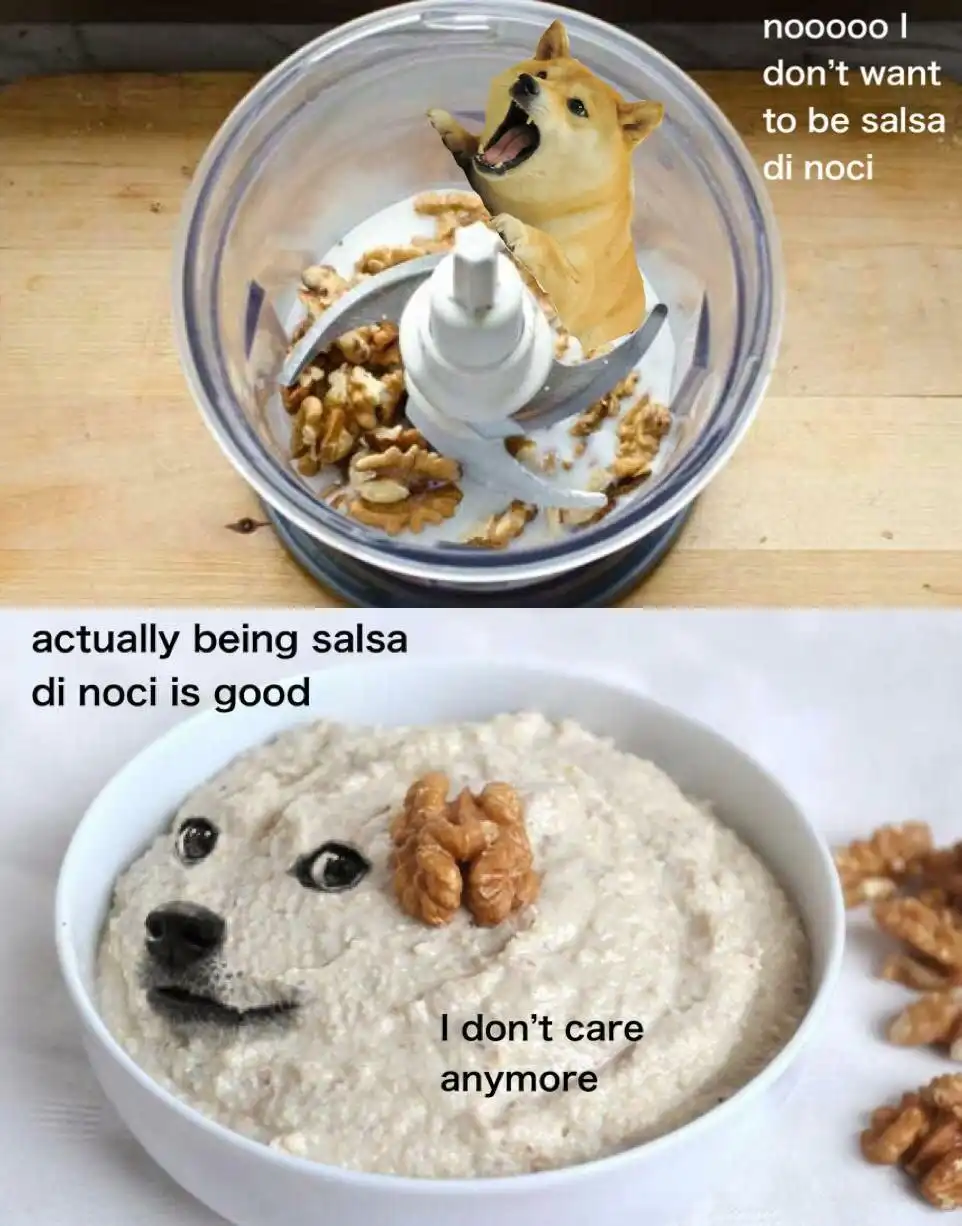 nooooo I
don't want
to be salsa
di noci
actually being salsa
di noci is good
I don't care
anymore